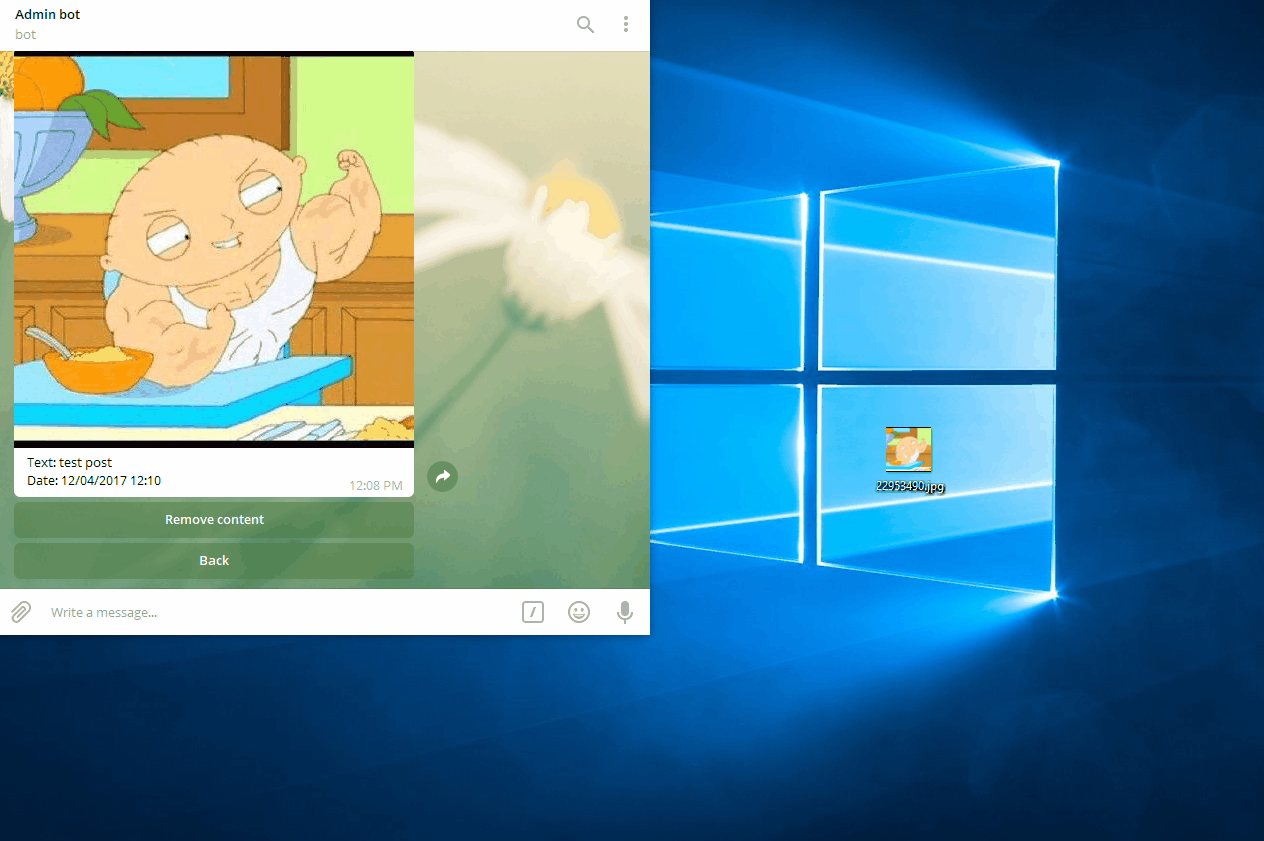 Admin bot
bot
Text: test post
Date: 12/04/2017 12:10
12:08 PM
Remove content
Back
Write a message...
22953490.jpg